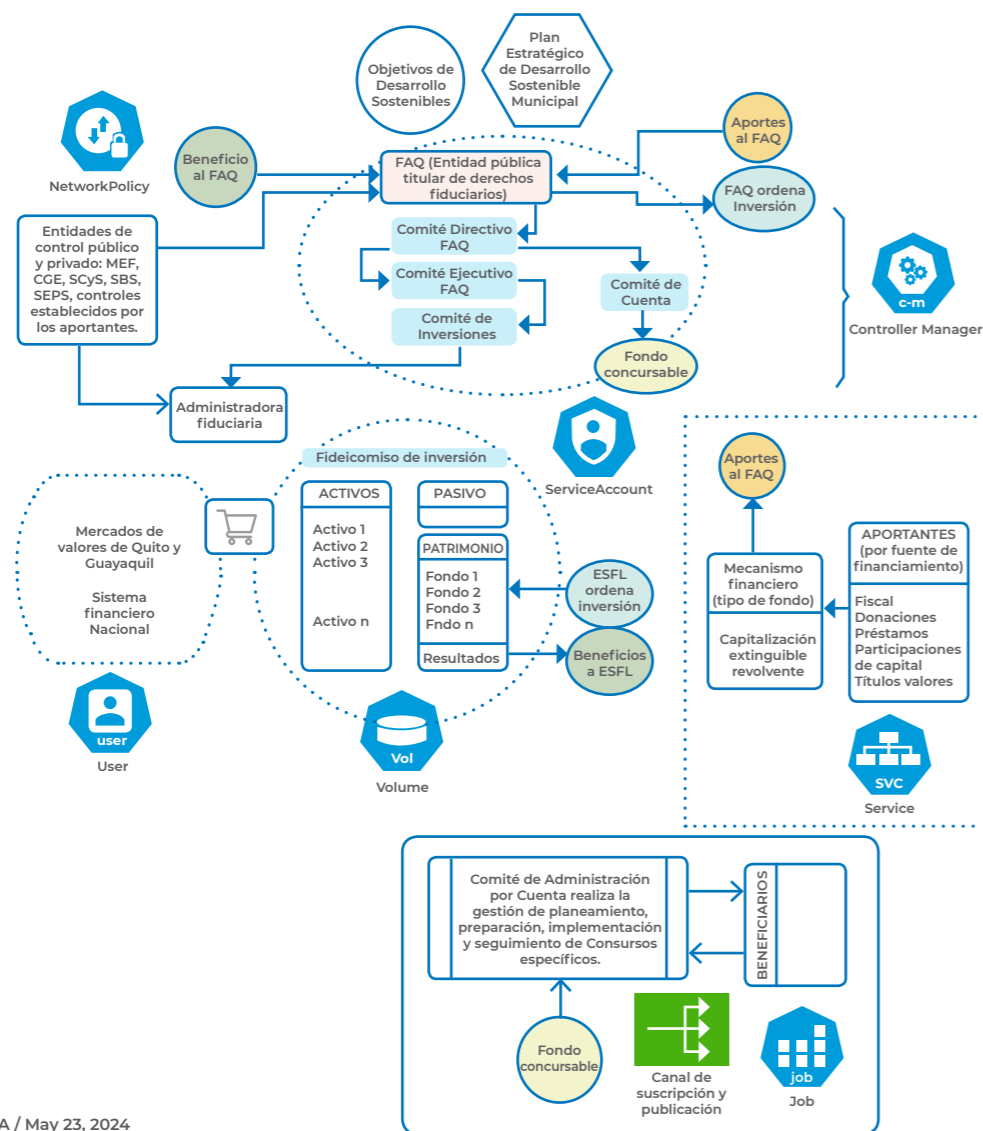 Objetivos de
Desarrollo
Sostenibles
Plan
Estratégico
de Desarrollo
Sostenible
Municipal
NetworkPolicy
Beneficio
al FAQ
FAQ (Entidad pública
titular de derechos
fiduciarios)
Aportes
al FAQ
FAQ ordena
Inversión
Entidades de
control público
y privado: MEF,
CGE, SCyS, SBS,
SEPS, controles
establecidos por
los aportantes.
Comité Directivo
FAQ
Comité Ejecutivo
FAQ
Comité de
Inversiones
Comité de
Cuenta
Fondo
concursable
c-m
Controller Manager
Administradora
fiduciaria
ServiceAccount
Fideicomiso de inversión
Mercados de
valores de Quito y
Guayaquil
Sistema
financiero
Nacional
user
User
ACTIVOS
Activo 1
Activo 2
Activo 3
Activo n
PASIVO
PATRIMONIO
Fondo 1
Fondo 2
Fondo 3
Fndo n
Resultados
ESFL
ordena
inversión
Beneficios
a ESFL
Vol
Volume
Aportes
al FAQ
Mecanismo
financiero
(tipo de fondo)
Capitalización
extinguible
revolvente
APORTANTES
(por fuente de
financiamiento)
Fiscal
Donaciones
Préstamos
Participaciones
de capital
Títulos valores
SVC
Service
Comité de Administración
por Cuenta realiza la
gestión de planeamiento,
preparación, implementación
y seguimiento de Consursos
específicos.
BENEFICIARIOS
Fondo
concursable
Canal de
suscripción y
publicación
job
Job
A / May 23, 2024